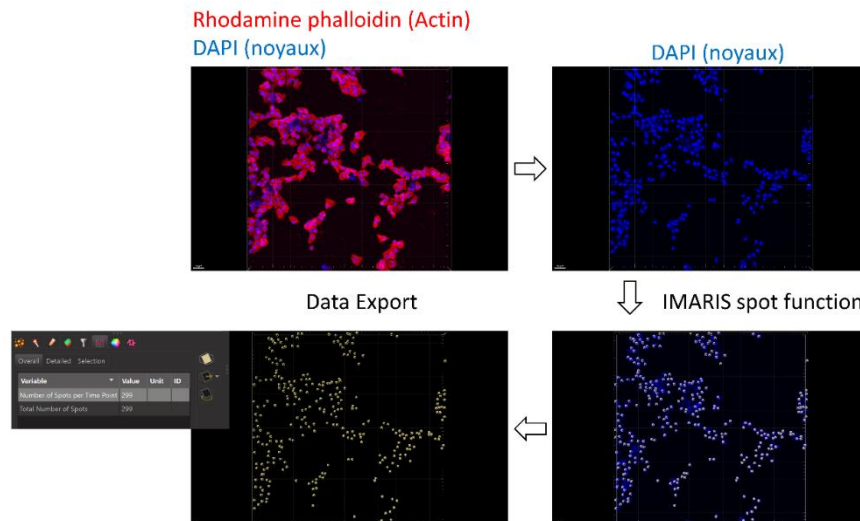 Rhodamine phalloidin (Actin)
DAPI (noyaux)
DAPI (noyaux)
Data Export
IMARIS spot function
Overall Detailed Selection
Variable Value Unit ID
Number of Spots per Time Point 299
Total Number of Spots 299